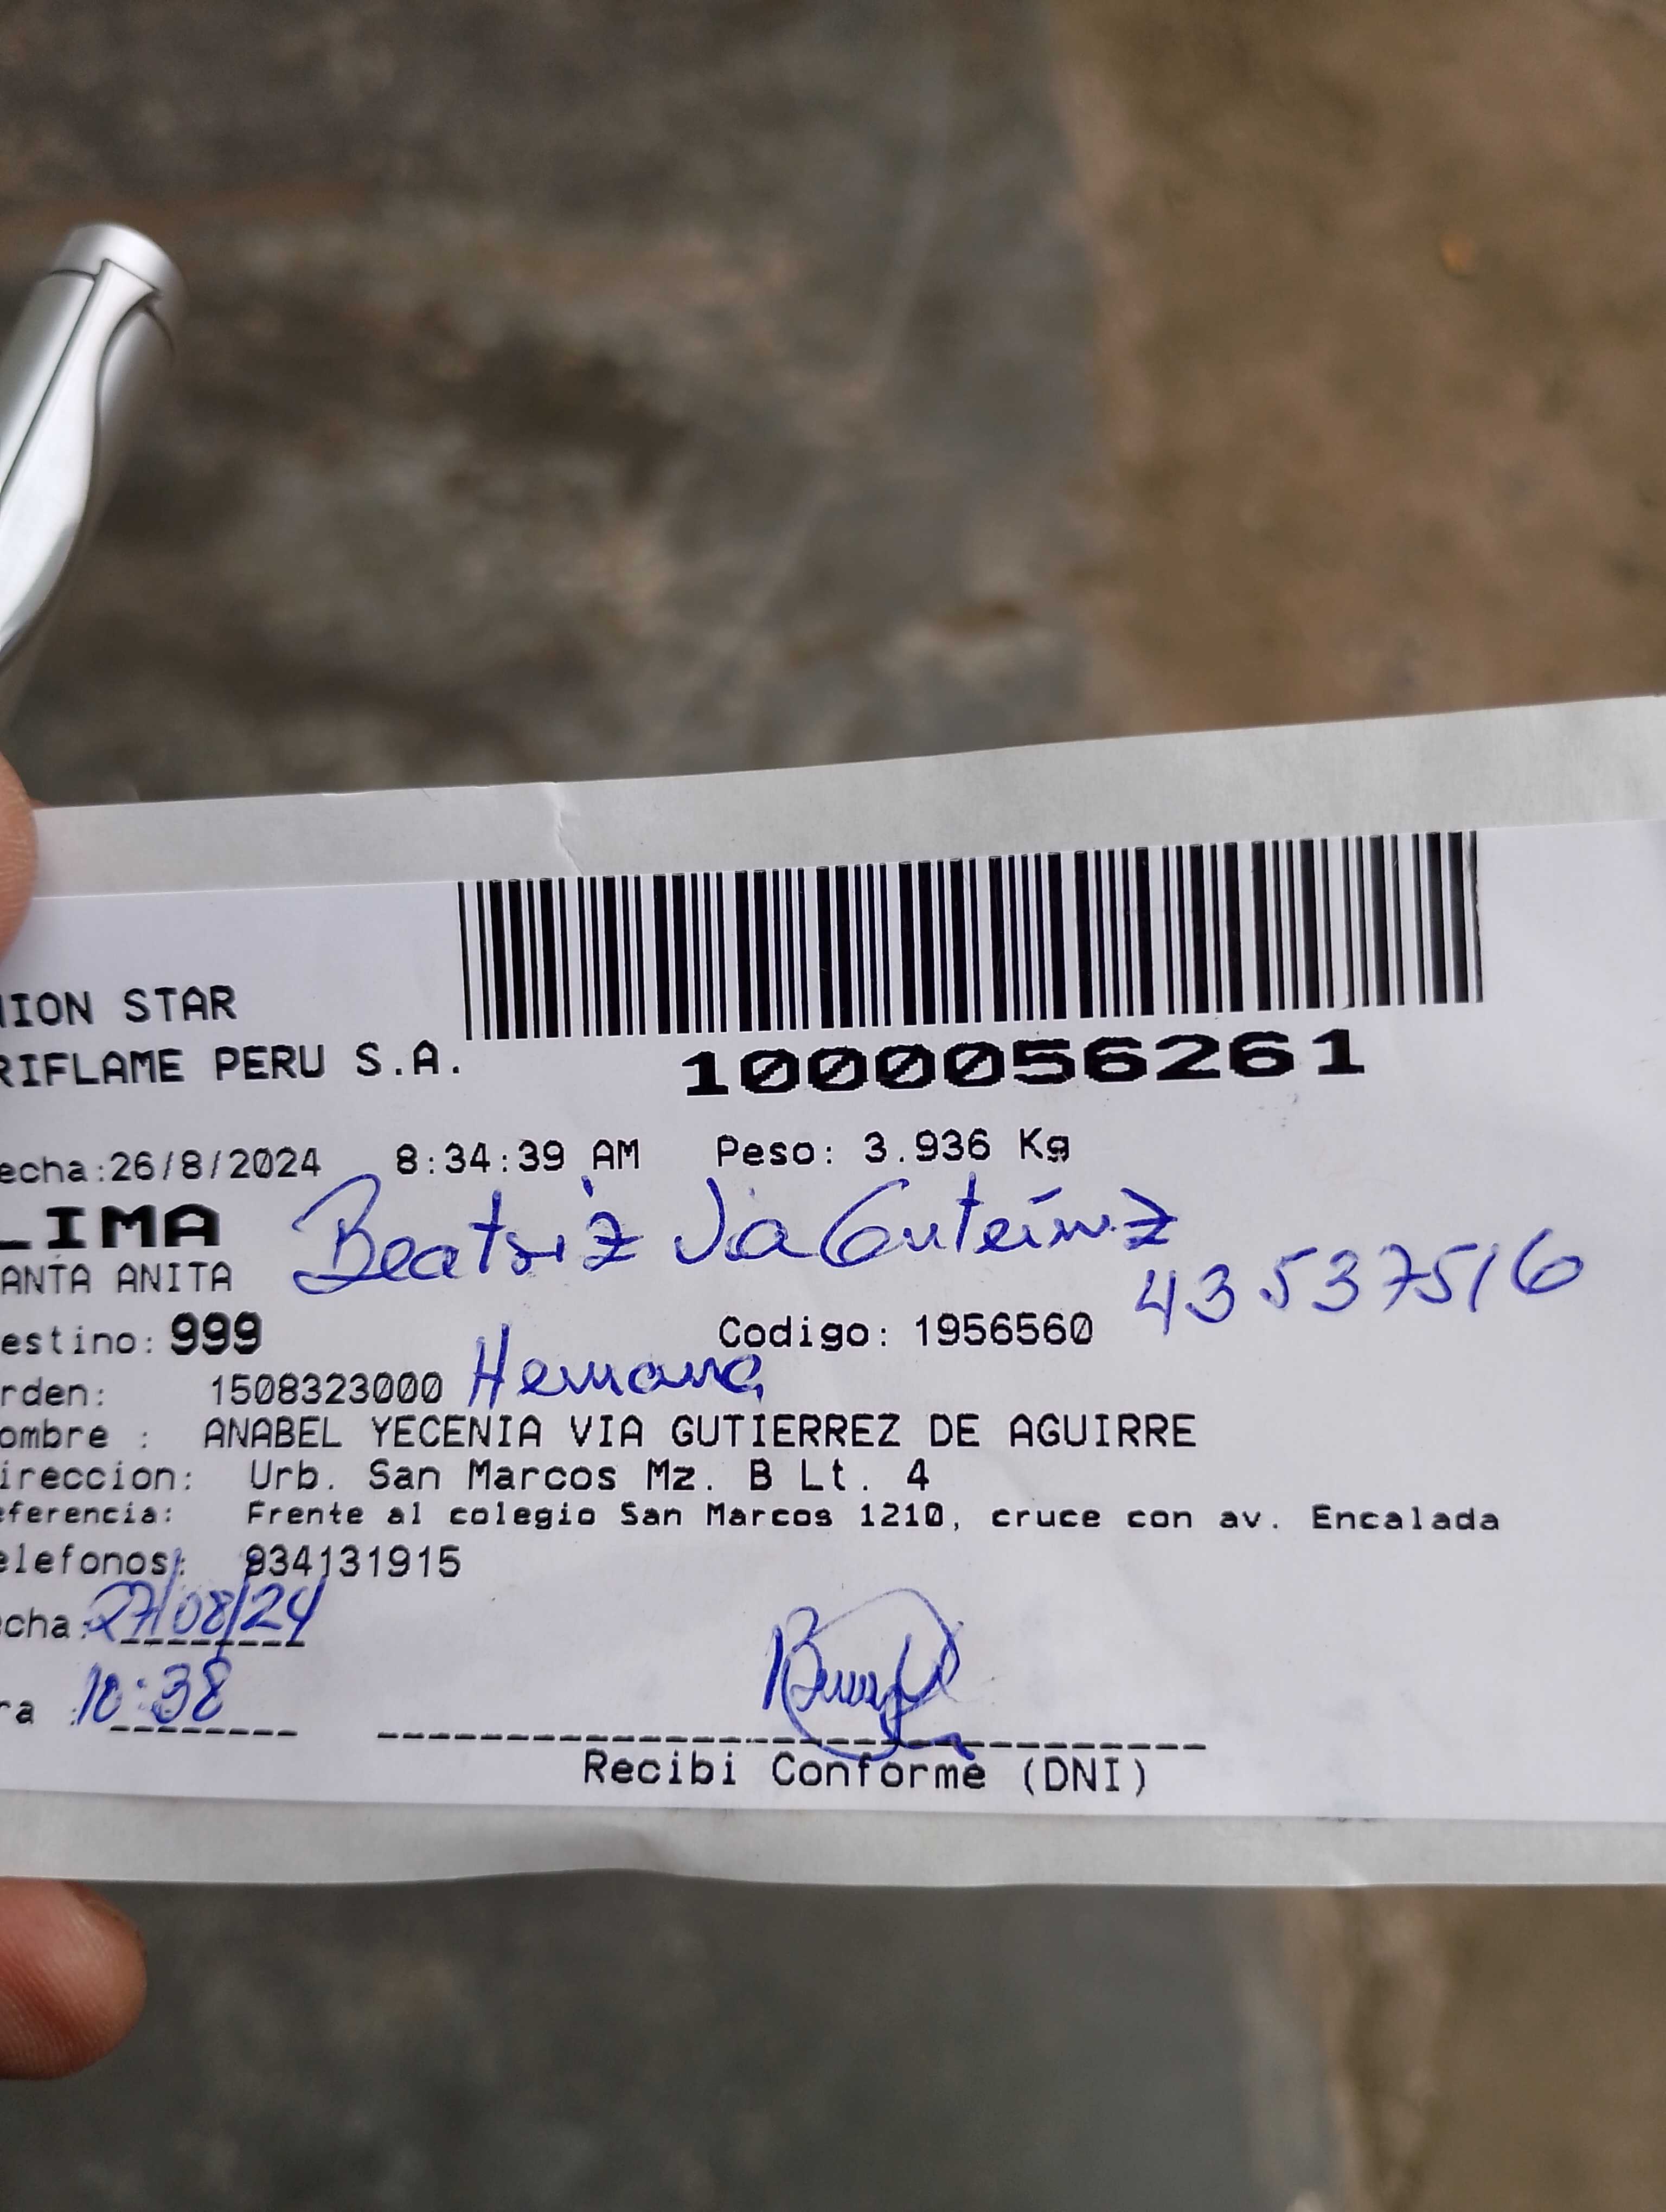 NION STAR
RIFLAME PERU S.A.
1000056261
echa:26/8/2024 8:34:39 AM Peso: 3.936 Kg
LIMA
Beatriz Via Guteirrez
ANTA ANITA
43537516
estino: 999 Codigo: 1956560
rden: 1508323000 Hermana
ombre : ANABEL YECENIA VIA GUTIERREZ DE AGUIRRE
ireccion: Urb. San Marcos Mz. B Lt. 4
eferencia: Frente al colegio San Marcos 1210, cruce con av. Encalada
elefonos: 934131915
echa: 27/08/24
ra : 10:38
Recibi Conforme (DNI)